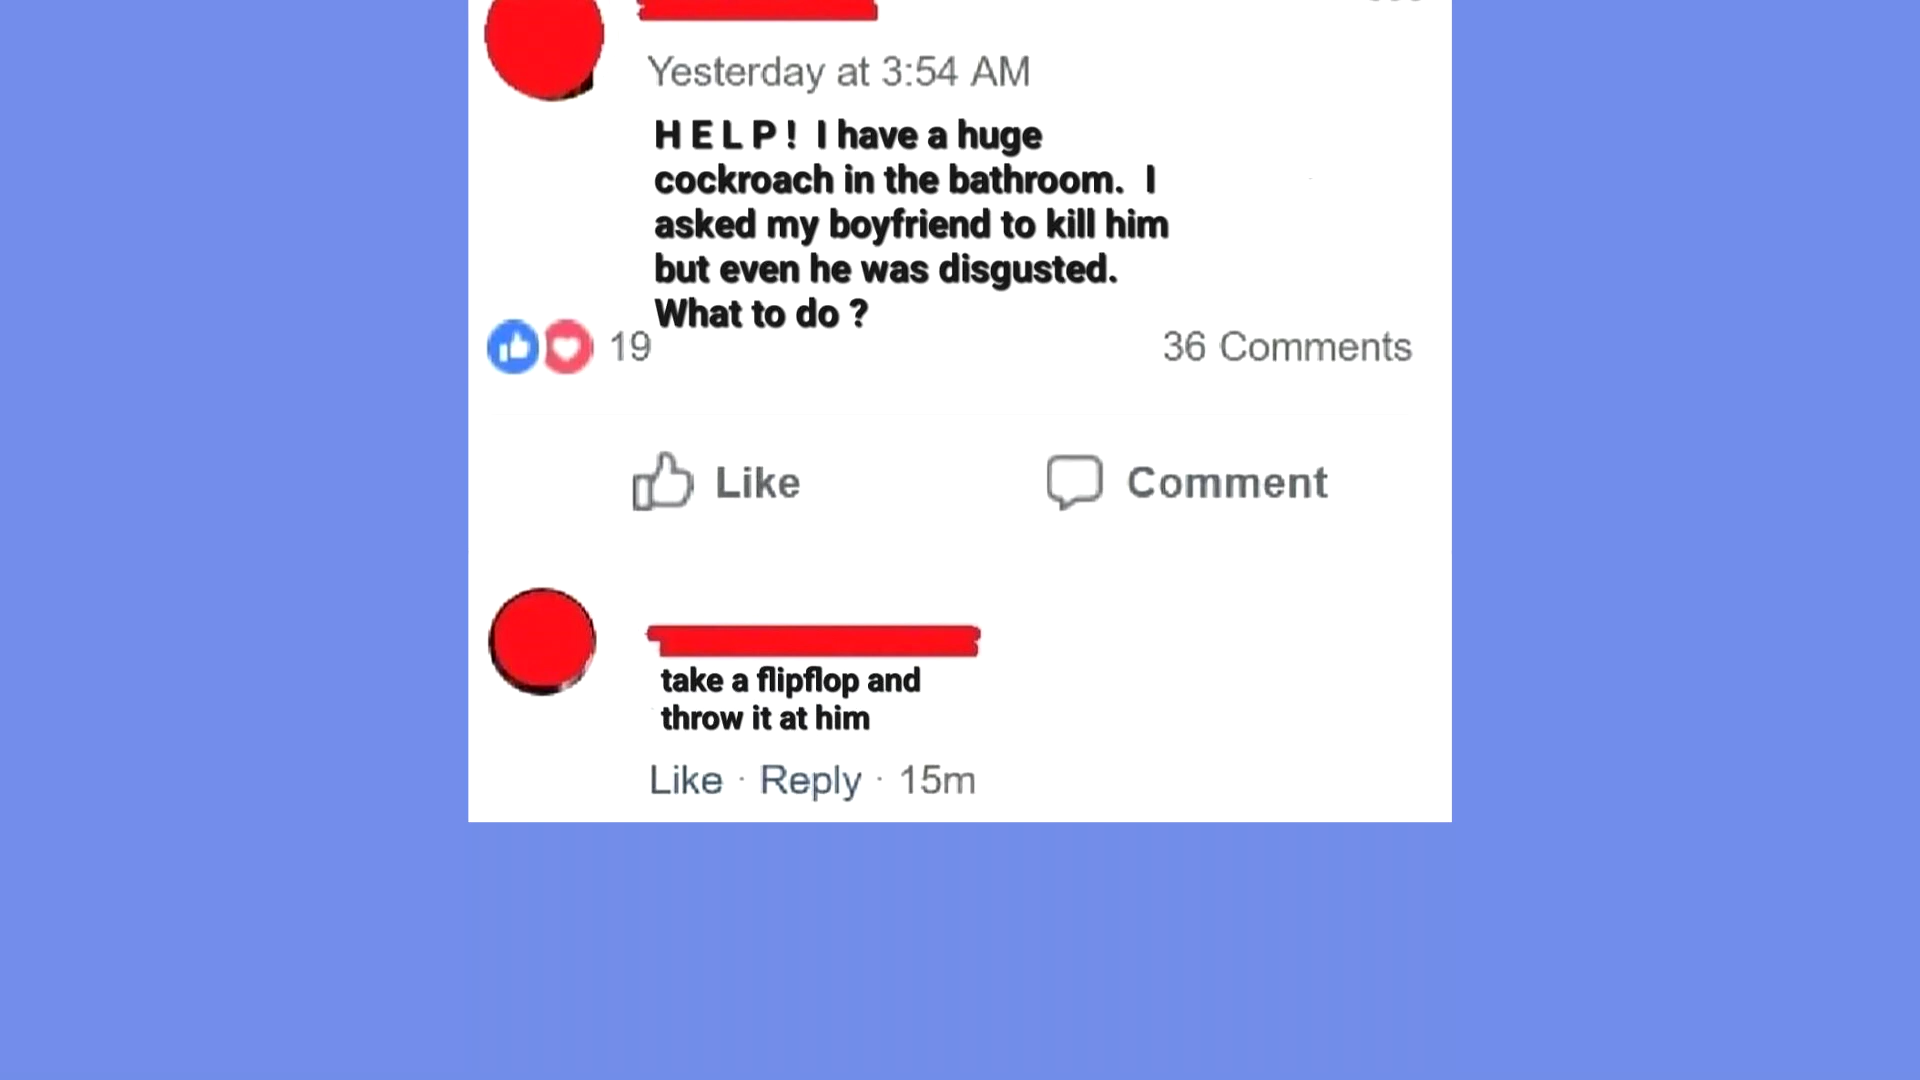 Yesterday at 3:54 AM
H E L P !  I have a huge
cockroach in the bathroom.  I
asked my boyfriend to kill him
but even he was disgusted.
What to do ?
19
36 Comments
Like
Comment
take a flipflop and
throw it at him
Like · Reply · 15m